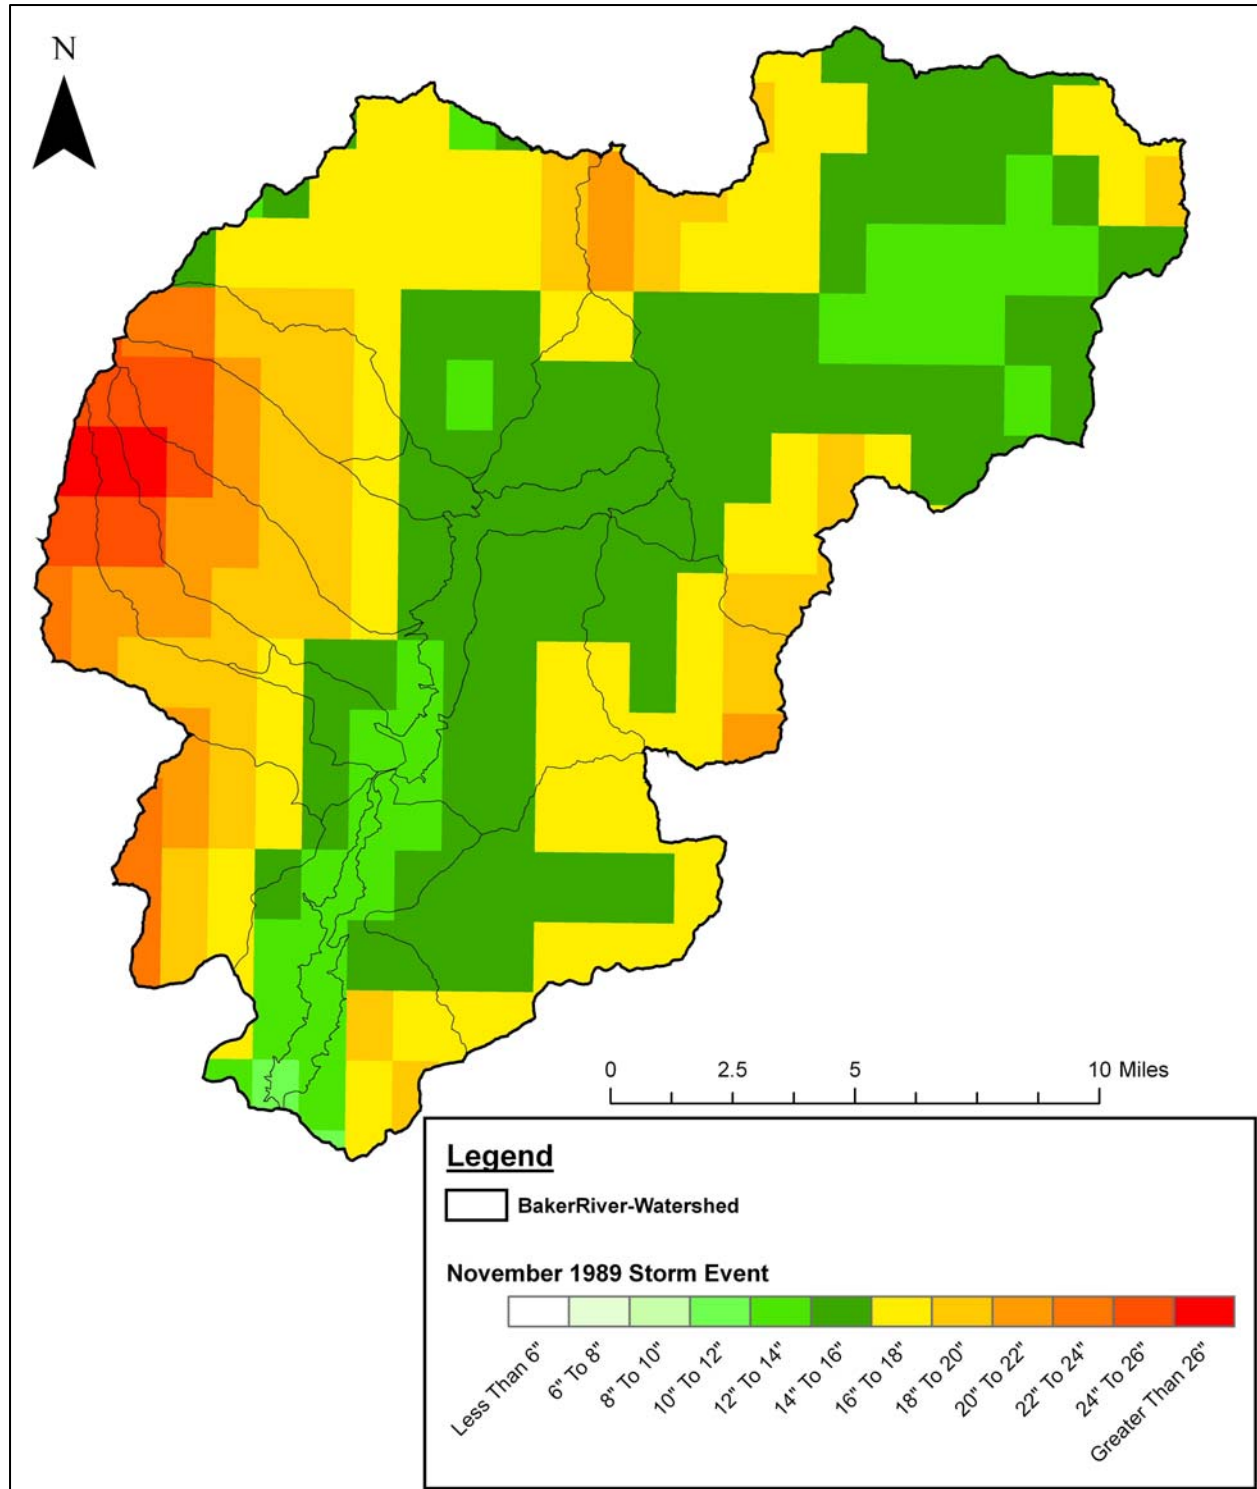 N
0 2.5 5 10 Miles
Legend
BakerRiver-Watershed
November 1989 Storm Event
Less Than 6"
6" To 8"
8" To 10"
10" To 12"
12" To 14"
14" To 16"
16" To 18"
18" To 20"
20" To 22"
22" To 24"
24" To 26"
Greater Than 26"